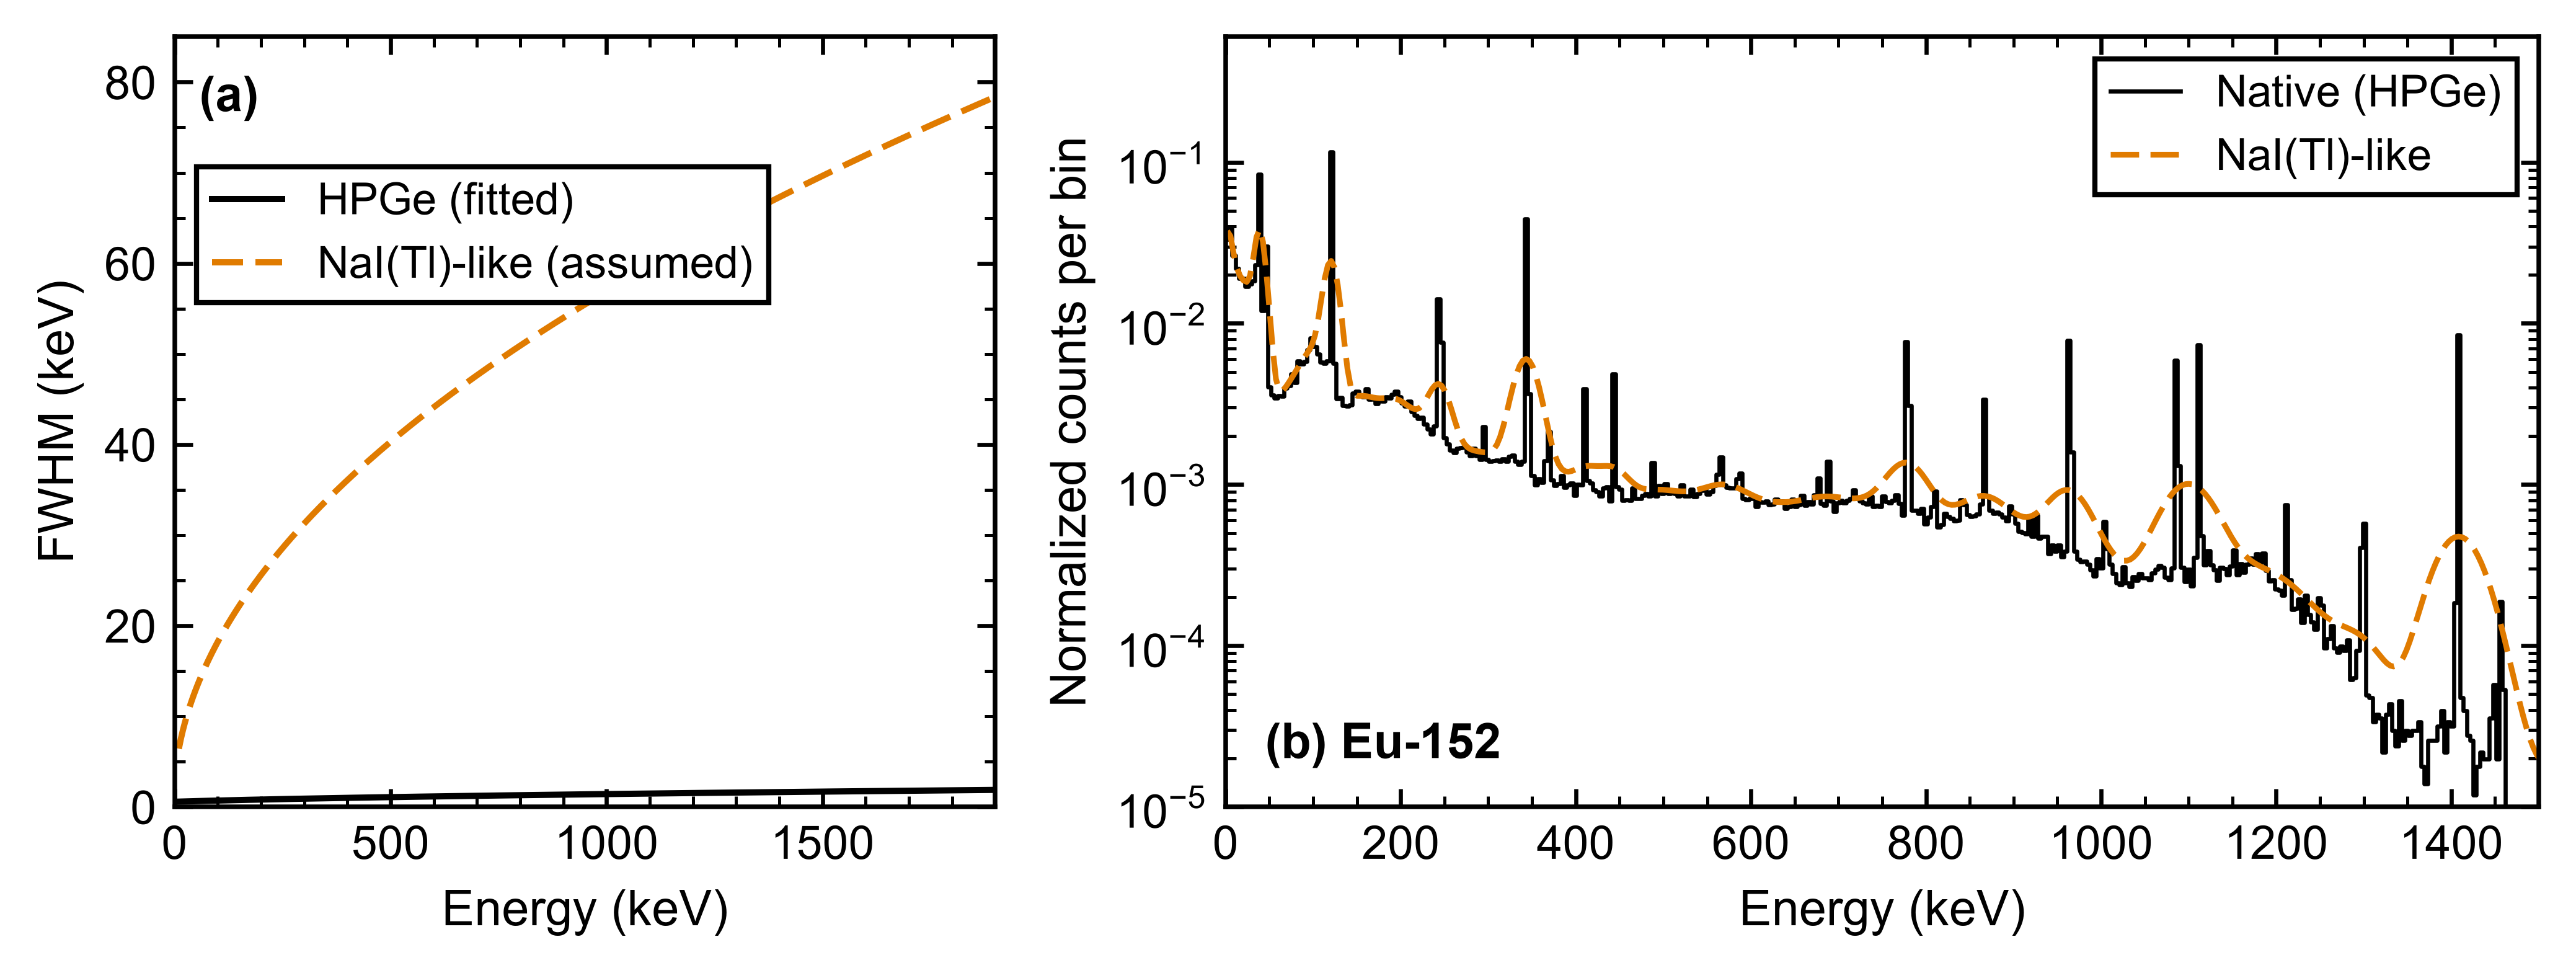 (a)
HPGe (fitted)
NaI(Tl)-like (assumed)
FWHM (keV)
80
60
40
20
0
0 500 1000 1500
Energy (keV)
Native (HPGe)
NaI(Tl)-like
Normalized counts per bin
10⁻¹
10⁻²
10⁻³
10⁻⁴
10⁻⁵
(b) Eu-152
0 200 400 600 800 1000 1200 1400
Energy (keV)